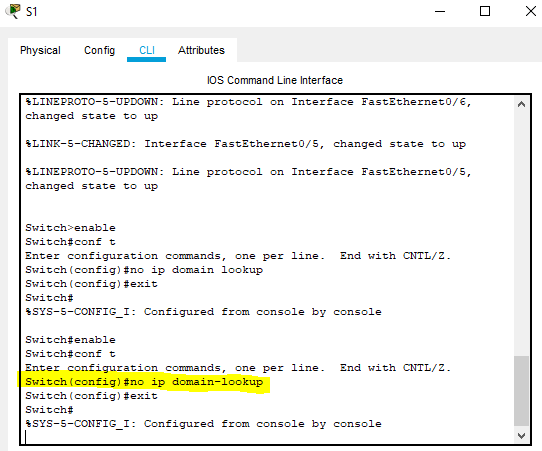 S1
Physical Config CLI Attributes
IOS Command Line Interface
%LINEPROTO-5-UPDOWN: Line protocol on Interface FastEthernet0/6,
changed state to up
%LINK-5-CHANGED: Interface FastEthernet0/5, changed state to up
%LINEPROTO-5-UPDOWN: Line protocol on Interface FastEthernet0/5,
changed state to up
Switch>enable
Switch#conf t
Enter configuration commands, one per line.  End with CNTL/Z.
Switch(config)#no ip domain lookup
Switch(config)#exit
Switch#
%SYS-5-CONFIG_I: Configured from console by console
Switch#enable
Switch#conf t
Enter configuration commands, one per line.  End with CNTL/Z.
Switch(config)#no ip domain-lookup
Switch(config)#exit
Switch#
%SYS-5-CONFIG_I: Configured from console by console